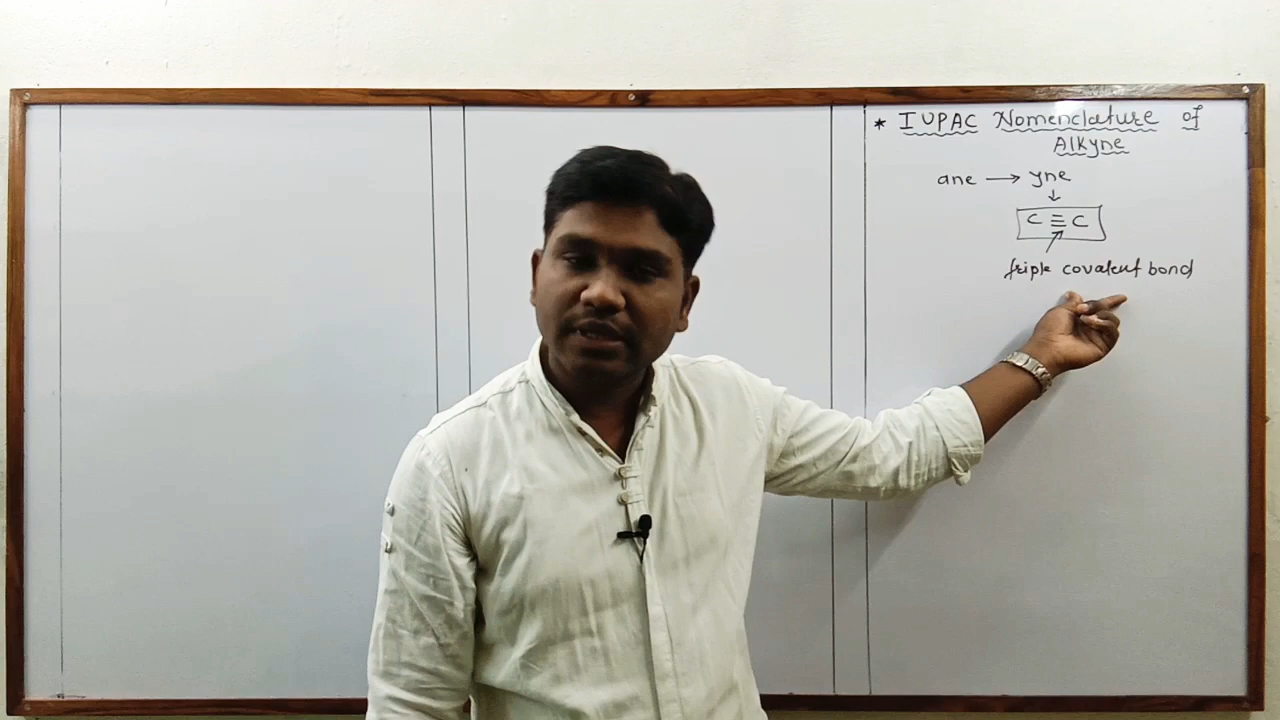 * IUPAC Nomenclature of
Alkyne
ane → yne
↓
C ≡ C
triple covalent bond